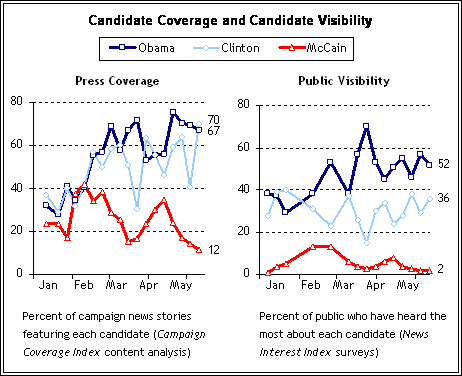 Candidate Coverage and Candidate Visibility
Obama Clinton McCain
Press Coverage
80
60
40
20
0
70
67
12
Jan Feb Mar Apr May
Percent of campaign news stories
featuring each candidate (Campaign
Coverage Index content analysis)
Public Visibility
80
60
40
20
0
52
36
2
Jan Feb Mar Apr May
Percent of public who have heard the
most about each candidate (News
Interest Index surveys)